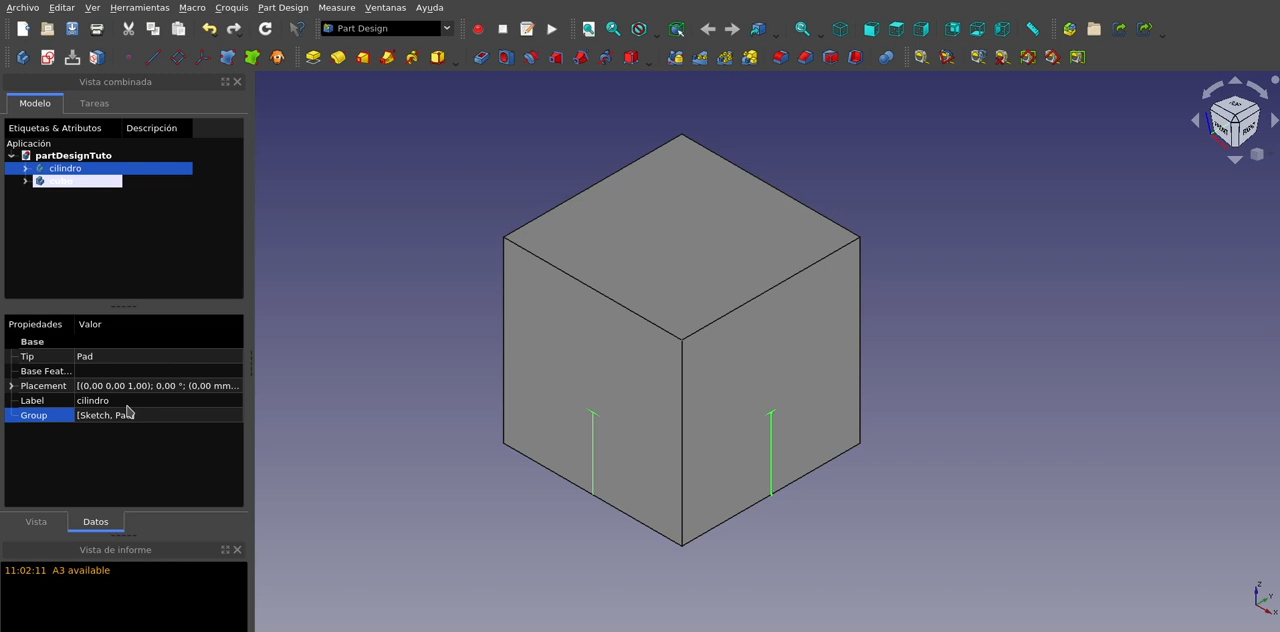 Archivo Editar Ver Herramientas Macro Croquis Part Design Measure Ventanas Ayuda
Part Design
Vista combinada
Modelo Tareas
Etiquetas & Atributos Descripción
Aplicación
partDesignTuto
cilindro
Propiedades Valor
Base
Tip Pad
Base Feat...
Placement [(0,00 0,00 1,00); 0,00 °; (0,00 mm...
Label cilindro
Group [Sketch, Pad]
Vista Datos
Vista de informe
11:02:11 A3 available
Z
Y
X